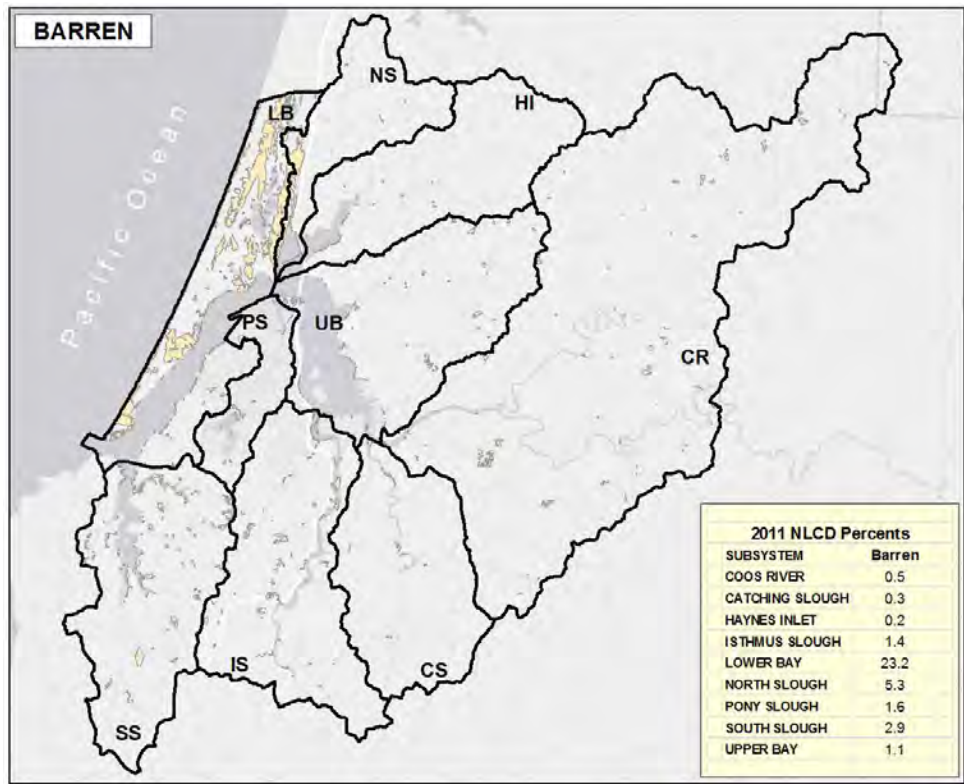 BARREN
NS
HI
LB
Pacific Ocean
PS
UB
CR
IS
CS
SS
2011 NLCD Percents
SUBSYSTEM Barren
COOS RIVER 0.5
CATCHING SLOUGH 0.3
HAYNES INLET 0.2
ISTHMUS SLOUGH 1.4
LOWER BAY 23.2
NORTH SLOUGH 5.3
PONY SLOUGH 1.6
SOUTH SLOUGH 2.9
UPPER BAY 1.1